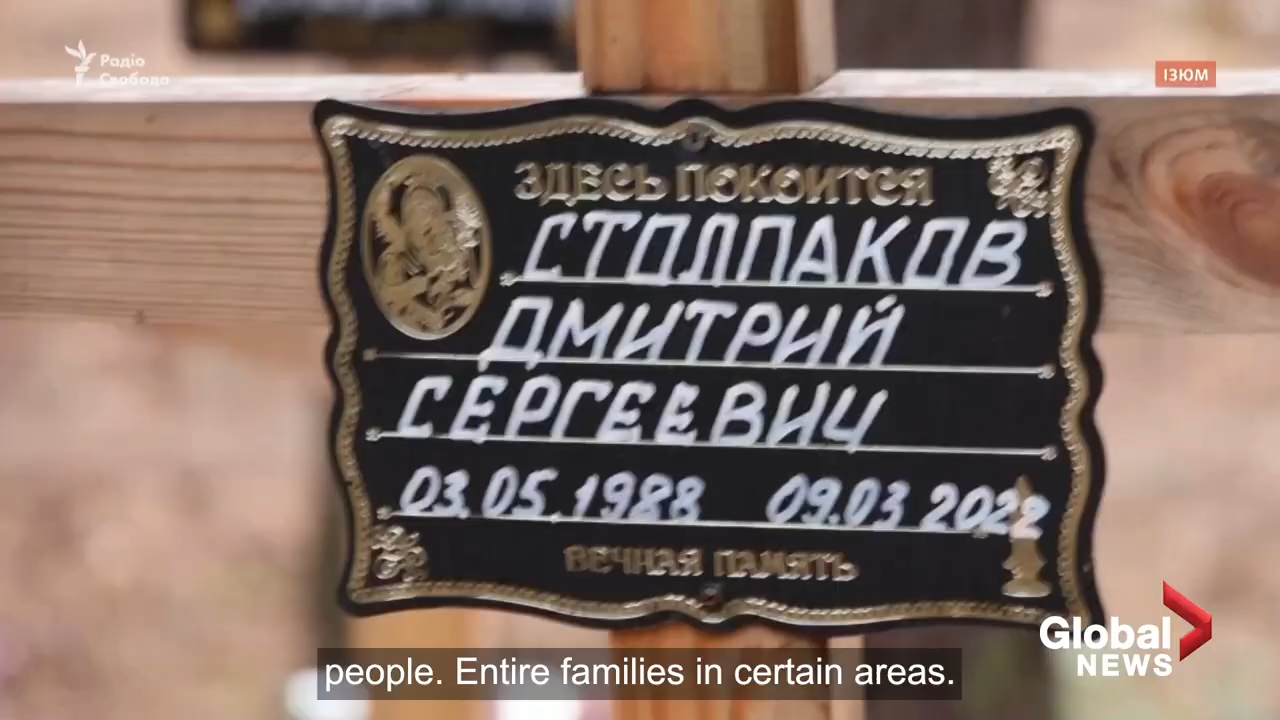 Радіо
Свобода
ІЗЮМ
ЗДЕСЬ ПОКОИТСЯ
СТОЛПАКОВ
ДМИТРИЙ
СЕРГЕЕВИЧ
03.05.1988 09.03 2022
ВЕЧНАЯ ПАМЯТЬ
Global
NEWS
people. Entire families in certain areas.